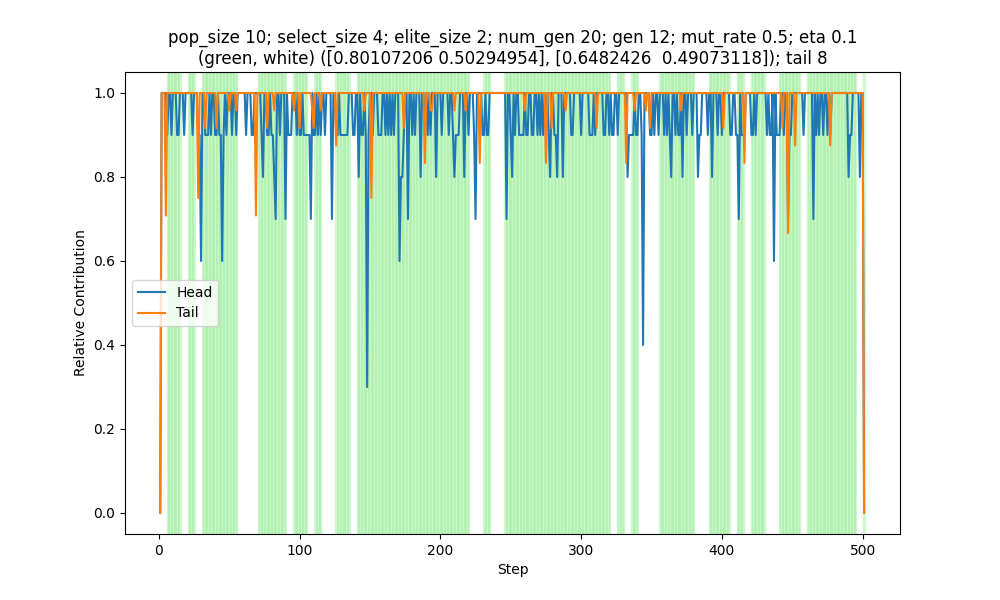 pop_size 10; select_size 4; elite_size 2; num_gen 20; gen 12; mut_rate 0.5; eta 0.1
(green, white) ([0.80107206 0.50294954], [0.6482426  0.49073118]); tail 8
1.0
0.8
0.6
0.4
0.2
0.0
Relative Contribution
Head
Tail
0 100 200 300 400 500
Step